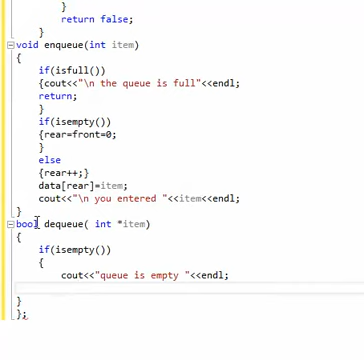 }
return false;
}
void enqueue(int item)
{
if(isfull())
{cout<<"\n the queue is full"<<endl;
return;
}
if(isempty())
{rear=front=0;
}
else
{rear++;}
data[rear]=item;
cout<<"\n you entered "<<item<<endl;
}
bool dequeue( int *item)
{
if(isempty())
{
cout<<"queue is empty "<<endl;
}
};